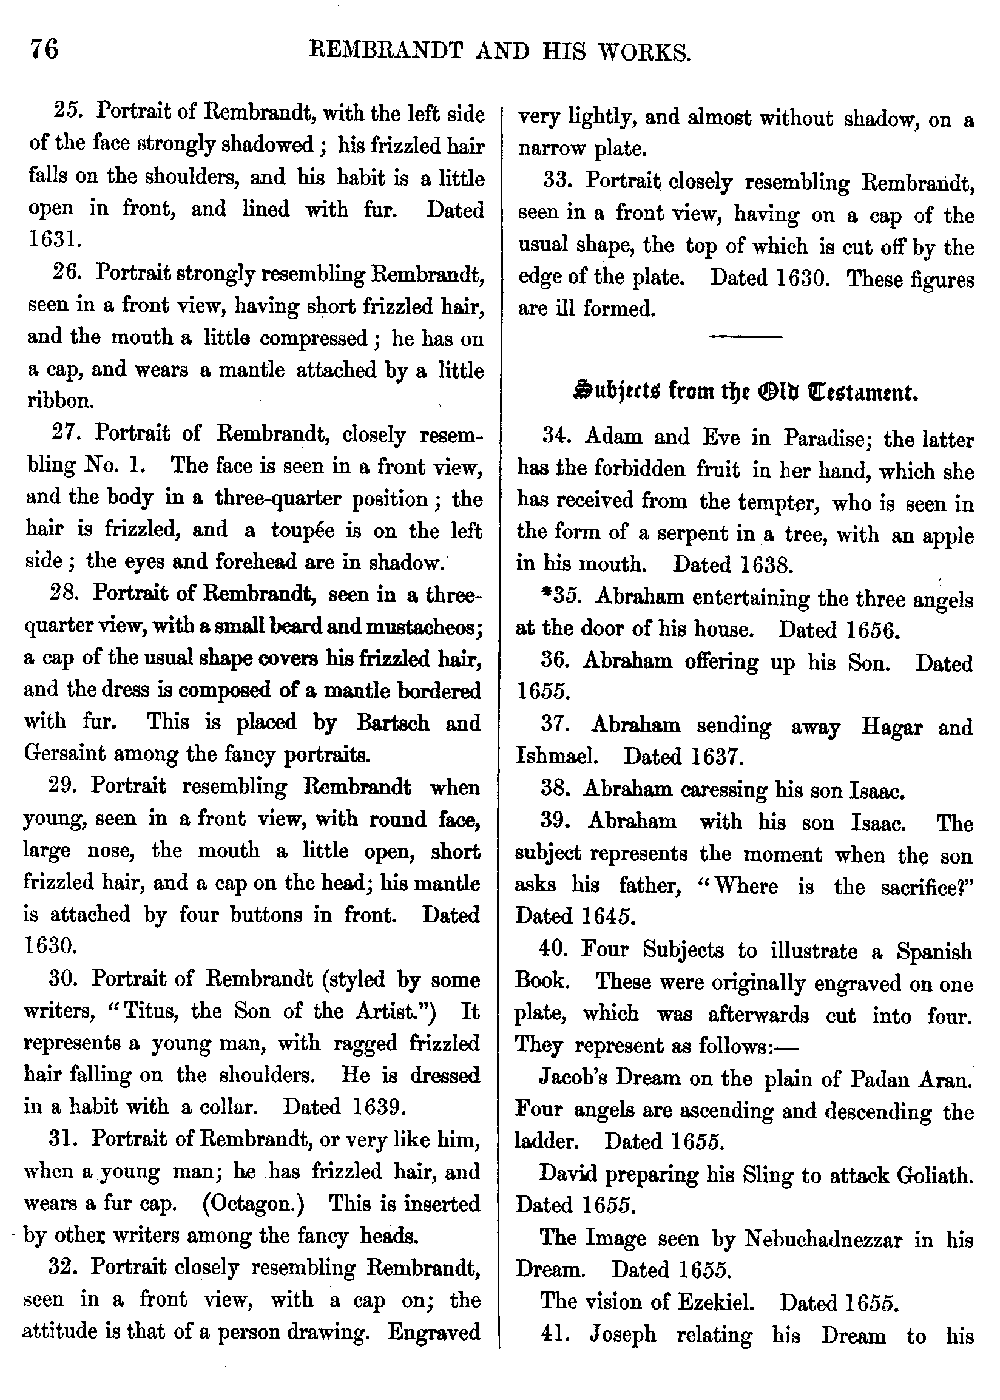 76
REMBRANDT AND HIS WORKS.
25. Portrait of Rembrandt, with the left side
of the face strongly shadowed; his frizzled hair
falls on the shoulders, and his habit is a little
open in front, and lined with fur. Dated
1631.
26. Portrait strongly resembling Rembrandt,
seen in a front view, having short frizzled hair,
and the mouth a little compressed; he has on
a cap, and wears a mantle attached by a little
ribbon.
27. Portrait of Rembrandt, closely resem-
bling No. 1. The face is seen in a front view,
and the body in a three-quarter position; the
hair is frizzled, and a toupée is on the left
side; the eyes and forehead are in shadow.
28. Portrait of Rembrandt, seen in a three-
quarter view, with a small beard and mustacheos;
a cap of the usual shape covers his frizzled hair,
and the dress is composed of a mantle bordered
with fur. This is placed by Bartsch and
Gersaint among the fancy portraits.
29. Portrait resembling Rembrandt when
young, seen in a front view, with round face,
large nose, the mouth a little open, short
frizzled hair, and a cap on the head; his mantle
is attached by four buttons in front. Dated
1630.
30. Portrait of Rembrandt (styled by some
writers, "Titus, the Son of the Artist.") It
represents a young man, with ragged frizzled
hair falling on the shoulders. He is dressed
in a habit with a collar. Dated 1639.
31. Portrait of Rembrandt, or very like him,
when a young man; he has frizzled hair, and
wears a fur cap. (Octagon.) This is inserted
by other writers among the fancy heads.
32. Portrait closely resembling Rembrandt,
seen in a front view, with a cap on; the
attitude is that of a person drawing. Engraved
very lightly, and almost without shadow, on a
narrow plate.
33. Portrait closely resembling Rembrandt,
seen in a front view, having on a cap of the
usual shape, the top of which is cut off by the
edge of the plate. Dated 1630. These figures
are ill formed.
Subjects from the Old Testament.
34. Adam and Eve in Paradise; the latter
has the forbidden fruit in her hand, which she
has received from the tempter, who is seen in
the form of a serpent in a tree, with an apple
in his mouth. Dated 1638.
*35. Abraham entertaining the three angels
at the door of his house. Dated 1656.
36. Abraham offering up his Son. Dated
1655.
37. Abraham sending away Hagar and
Ishmael. Dated 1637.
38. Abraham caressing his son Isaac.
39. Abraham with his son Isaac. The
subject represents the moment when the son
asks his father, "Where is the sacrifice?"
Dated 1645.
40. Four Subjects to illustrate a Spanish
Book. These were originally engraved on one
plate, which was afterwards cut into four.
They represent as follows:—
Jacob's Dream on the plain of Padan Aran.
Four angels are ascending and descending the
ladder. Dated 1655.
David preparing his Sling to attack Goliath.
Dated 1655.
The Image seen by Nebuchadnezzar in his
Dream. Dated 1655.
The vision of Ezekiel. Dated 1655.
41. Joseph relating his Dream to his